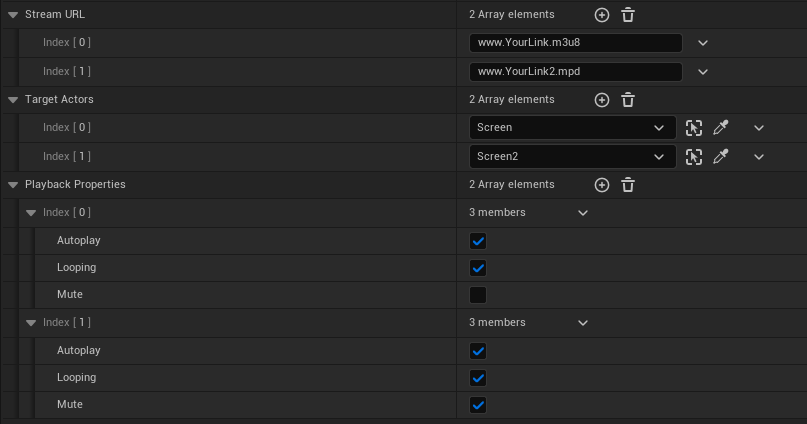 Stream URL 2 Array elements
Index [ 0 ] www.YourLink.m3u8
Index [ 1 ] www.YourLink2.mpd
Target Actors 2 Array elements
Index [ 0 ] Screen
Index [ 1 ] Screen2
Playback Properties 2 Array elements
Index [ 0 ] 3 members
Autoplay
Looping
Mute
Index [ 1 ] 3 members
Autoplay
Looping
Mute